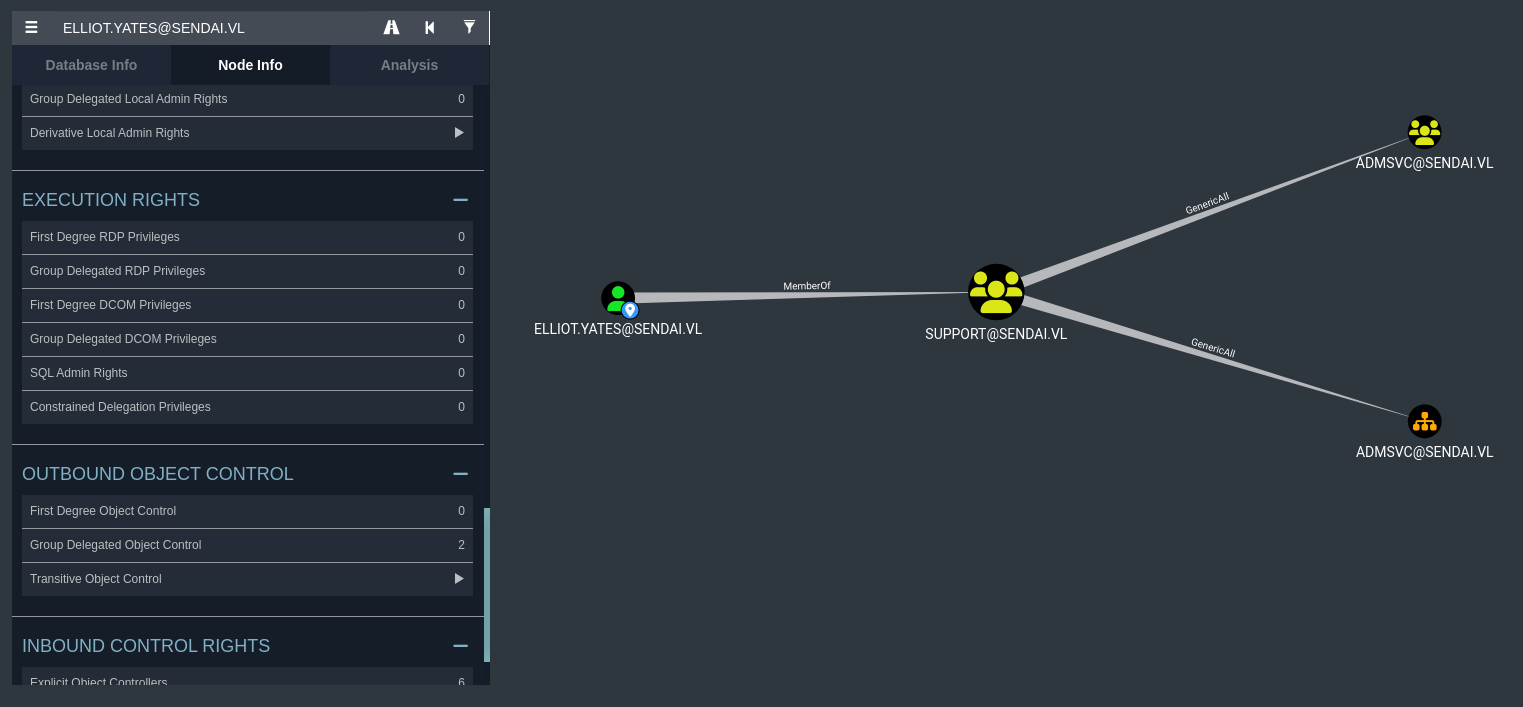 ELLIOT.YATES@SENDAI.VL
Database Info
Node Info
Analysis
Group Delegated Local Admin Rights 0
Derivative Local Admin Rights
EXECUTION RIGHTS
First Degree RDP Privileges 0
Group Delegated RDP Privileges 0
First Degree DCOM Privileges 0
Group Delegated DCOM Privileges 0
SQL Admin Rights 0
Constrained Delegation Privileges 0
OUTBOUND OBJECT CONTROL
First Degree Object Control 0
Group Delegated Object Control 2
Transitive Object Control
INBOUND CONTROL RIGHTS
Explicit Object Controllers 6
ADMSVC@SENDAI.VL
GenericAll
MemberOf
ELLIOT.YATES@SENDAI.VL
SUPPORT@SENDAI.VL
GenericAll
ADMSVC@SENDAI.VL